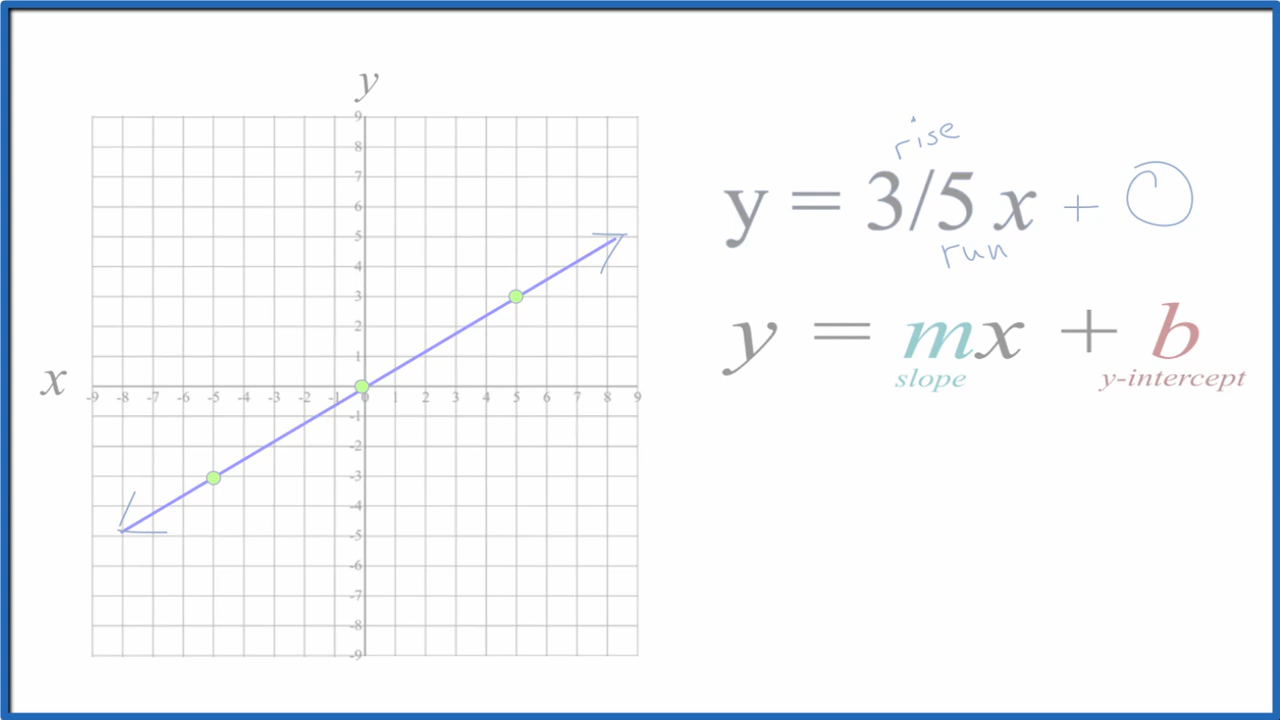 y
9
8
7
6
5
4
3
2
1
x
-9 -8 -7 -6 -5 -4 -3 -2 -1 0 1 2 3 4 5 6 7 8 9
-1
-2
-3
-4
-5
-6
-7
-8
-9
rise
y = 3/5 x + 0
run
y = mx + b
slope y-intercept